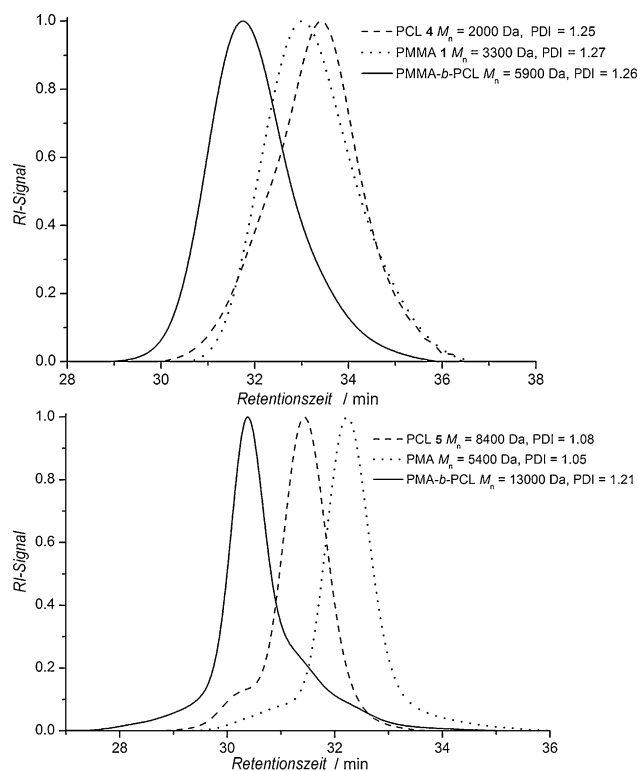 1.0
0.8
0.6
0.4
0.2
0.0
RI-Signal
PCL 4 Mn = 2000 Da, PDI = 1.25
PMMA 1 Mn = 3300 Da, PDI = 1.27
PMMA-b-PCL Mn = 5900 Da, PDI = 1.26
28 30 32 34 36 38
Retentionszeit / min
1.0
0.8
0.6
0.4
0.2
0.0
RI-Signal
PCL 5 Mn = 8400 Da, PDI = 1.08
PMA Mn = 5400 Da, PDI = 1.05
PMA-b-PCL Mn = 13000 Da, PDI = 1.21
28 30 32 34 36
Retentionszeit / min